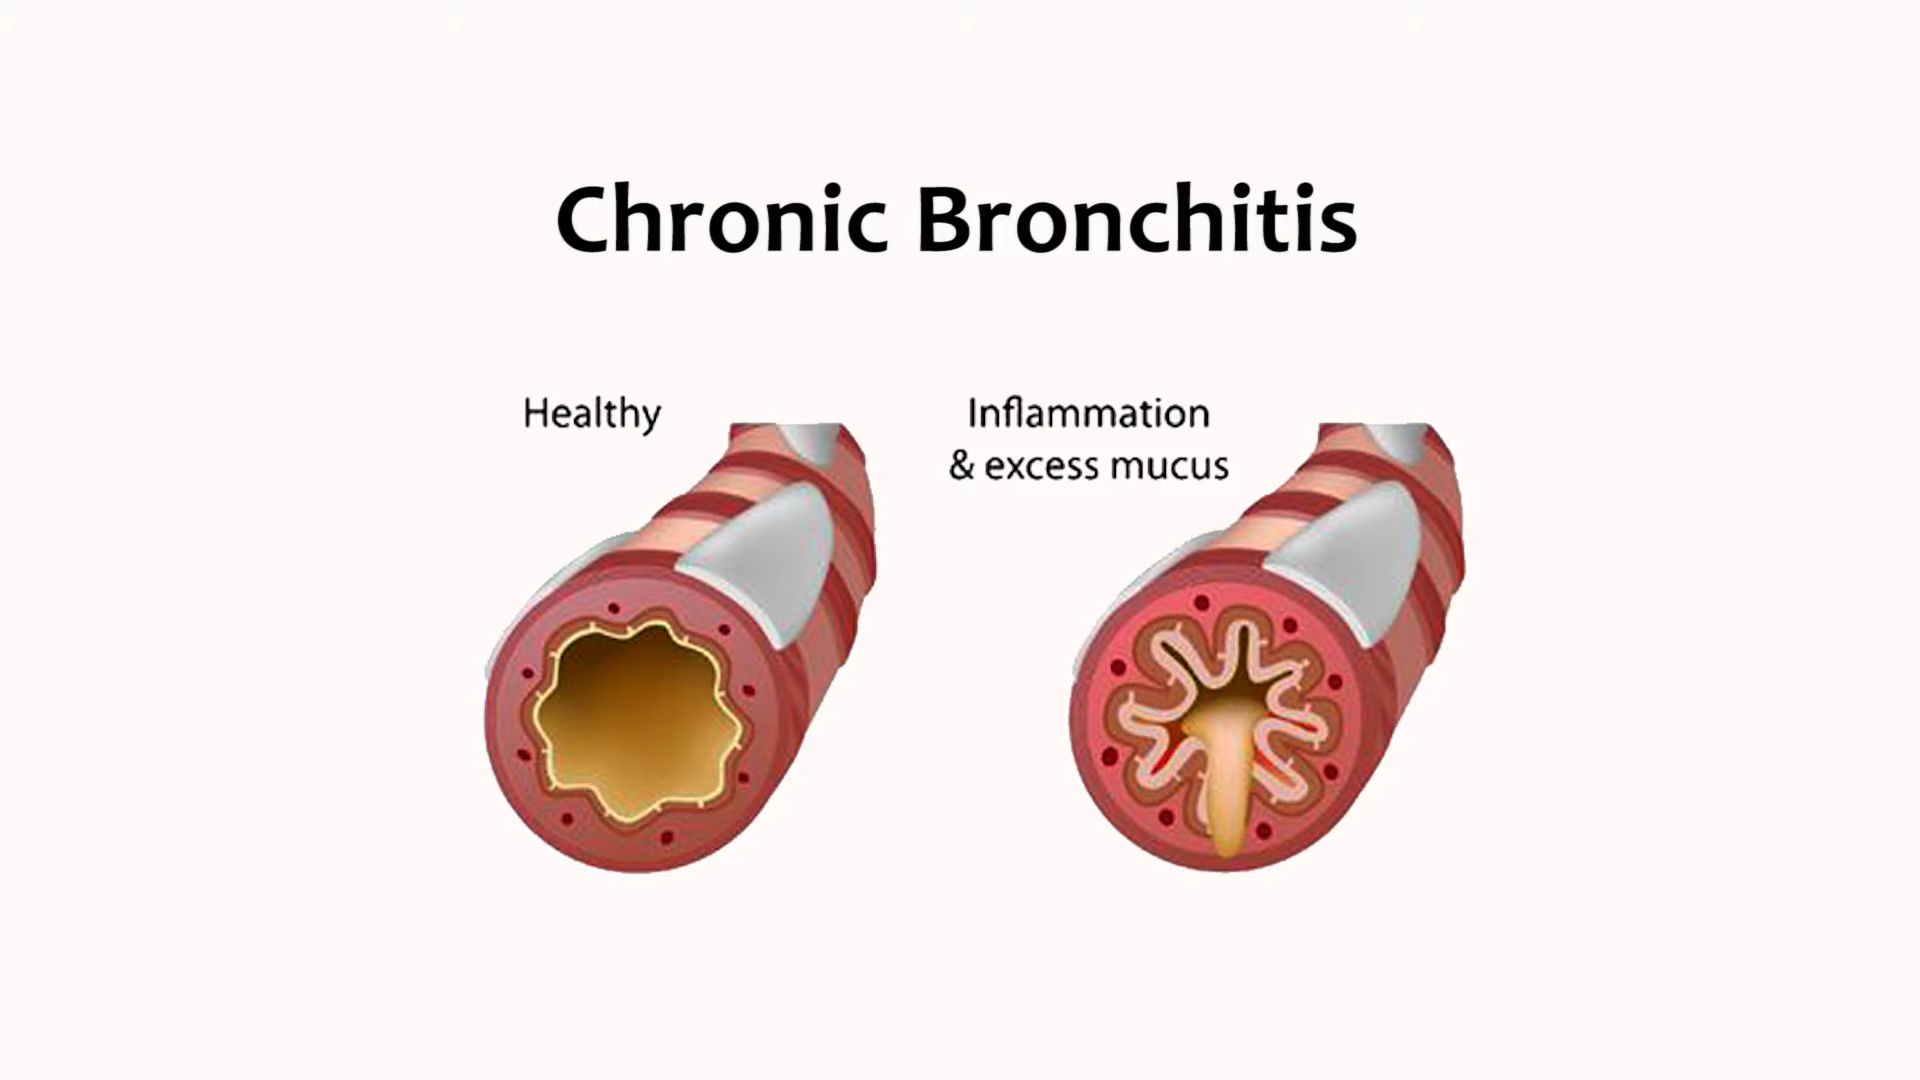 Chronic Bronchitis
Healthy
Inflammation
& excess mucus